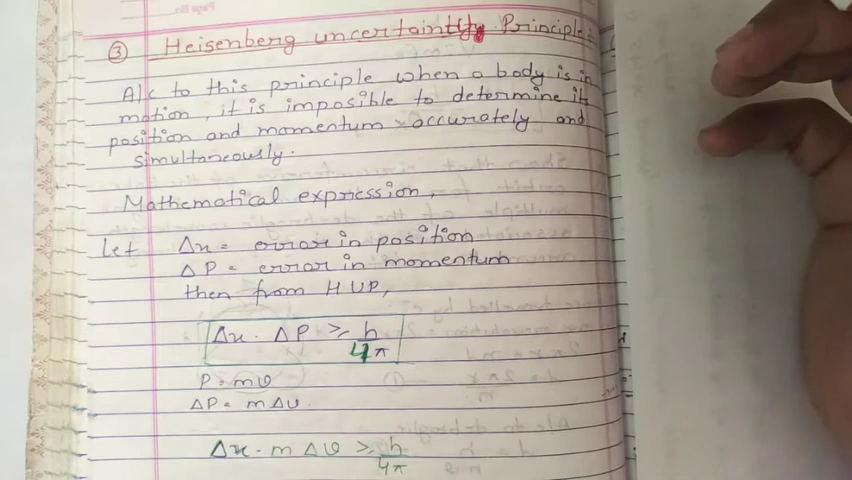 ③ Heisenberg uncertainty Principle:
A/c to this principle when a body is in
motion, it is imposible to determine its
position and momentum accurately and
simultaneously.
Mathematical expression,
Let Δx = error in position
ΔP = error in momentum
then from HUP,
Δx · ΔP ≥ h/4π
P = mv
ΔP = mΔv.
Δx · m Δv ≥ h/4π